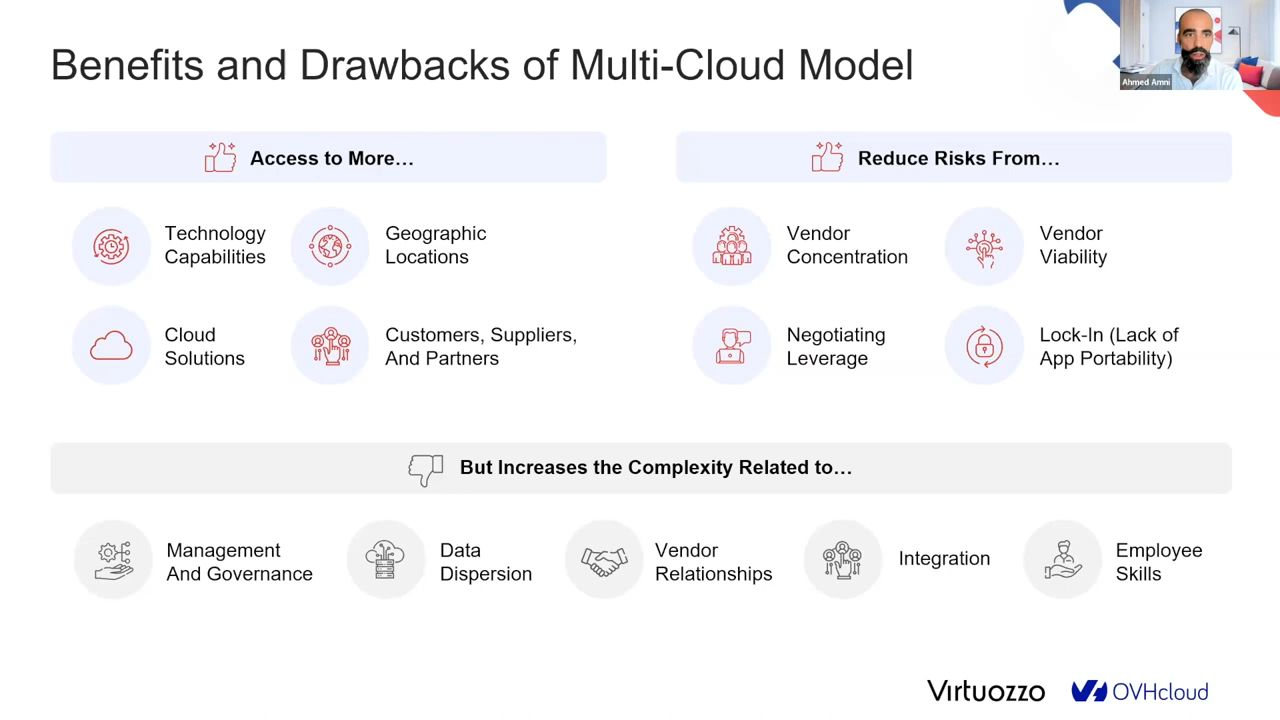 Benefits and Drawbacks of Multi-Cloud Model
Ahmed Amni
Access to More…
Technology
Capabilities
Geographic
Locations
Cloud
Solutions
Customers, Suppliers,
And Partners
Reduce Risks From…
Vendor
Concentration
Vendor
Viability
Negotiating
Leverage
Lock-In (Lack of
App Portability)
But Increases the Complexity Related to…
Management
And Governance
Data
Dispersion
Vendor
Relationships
Integration
Employee
Skills
Virtuozzo
OVHcloud